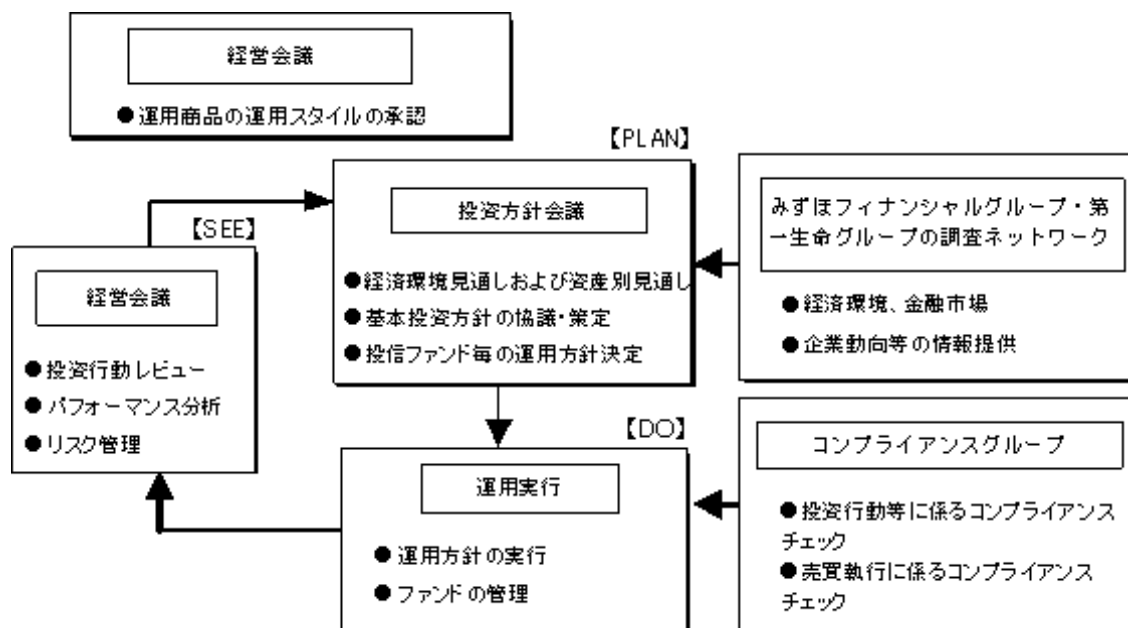 経営会議
●運用商品の運用スタイルの承認
【PLAN】
投資方針会議
●経済環境見通しおよび資産別見通し
●基本投資方針の協議・策定
●投信ファンド毎の運用方針決定
みずほフィナンシャルグループ・第
一生命グループの調査ネットワーク
●経済環境、金融市場
●企業動向等の情報提供
【SEE】
経営会議
●投資行動レビュー
●パフォーマンス分析
●リスク管理
【DO】
運用実行
●運用方針の実行
●ファンドの管理
コンプライアンスグループ
●投資行動等に係るコンプライアンス
チェック
●売買執行に係るコンプライアンス
チェック